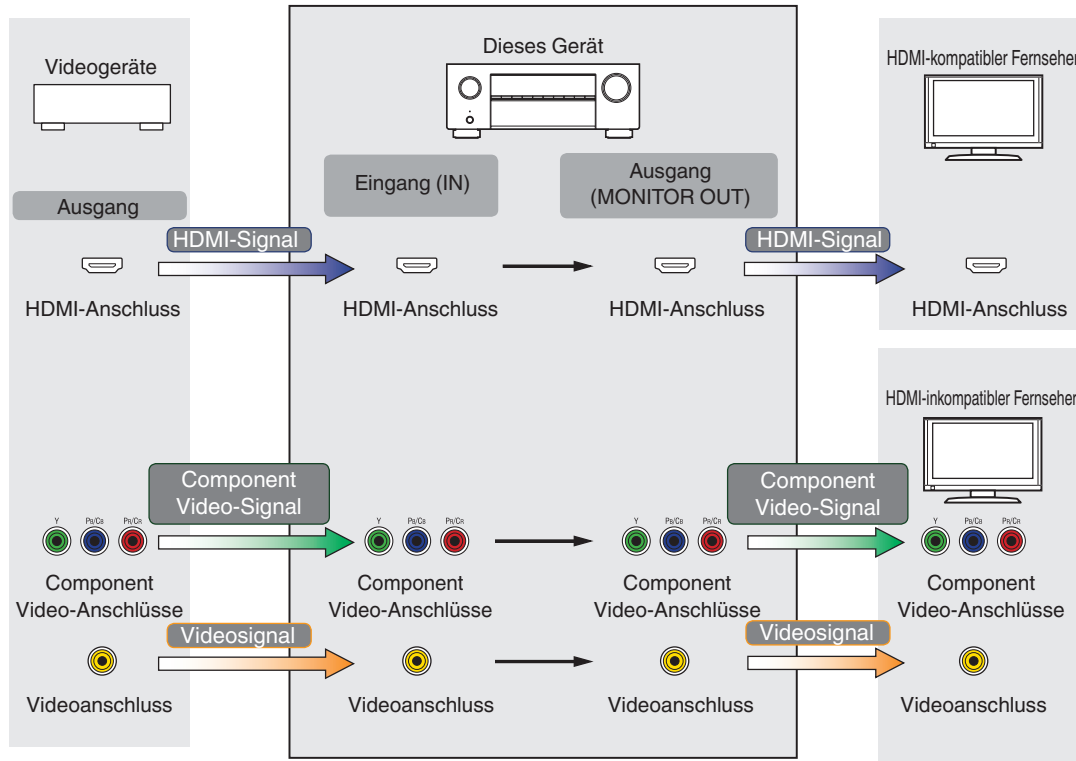 Videogeräte
Dieses Gerät
HDMI-kompatibler Fernseher
Ausgang
Eingang (IN)
Ausgang
(MONITOR OUT)
HDMI-Signal
HDMI-Signal
HDMI-Anschluss
HDMI-Anschluss
HDMI-Anschluss
HDMI-Anschluss
HDMI-inkompatibler Fernseher
Component
Video-Signal
Component
Video-Signal
Y PB/CB PR/CR
Y PB/CB PR/CR
Y PB/CB PR/CR
Y PB/CB PR/CR
Component
Video-Anschlüsse
Component
Video-Anschlüsse
Component
Video-Anschlüsse
Component
Video-Anschlüsse
Videosignal
Videosignal
Videoanschluss
Videoanschluss
Videoanschluss
Videoanschluss